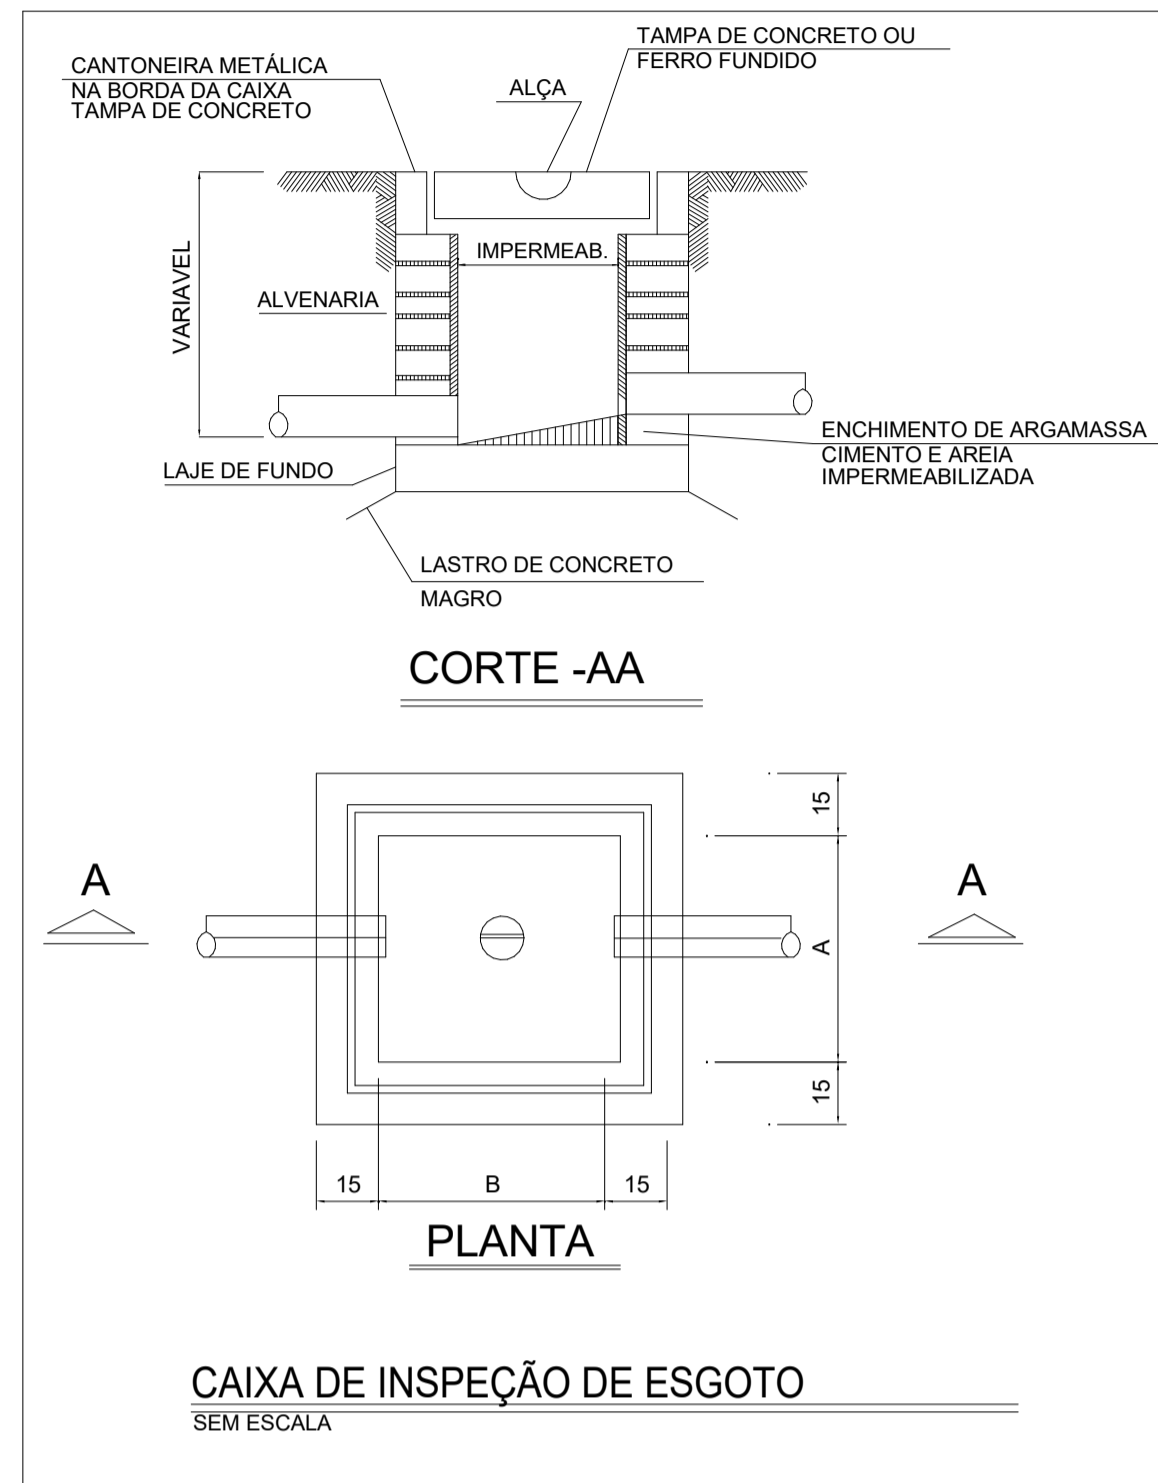 TAMPA DE CONCRETO OU
FERRO FUNDIDO
CANTONEIRA METÁLICA
NA BORDA DA CAIXA
TAMPA DE CONCRETO
ALÇA
IMPERMEAB.
VARIAVEL
ALVENARIA
ENCHIMENTO DE ARGAMASSA
CIMENTO E AREIA
IMPERMEABILIZADA
LAJE DE FUNDO
LASTRO DE CONCRETO
MAGRO
CORTE -AA
15
A
A
A
15
15
B
15
PLANTA
CAIXA DE INSPEÇÃO DE ESGOTO
SEM ESCALA